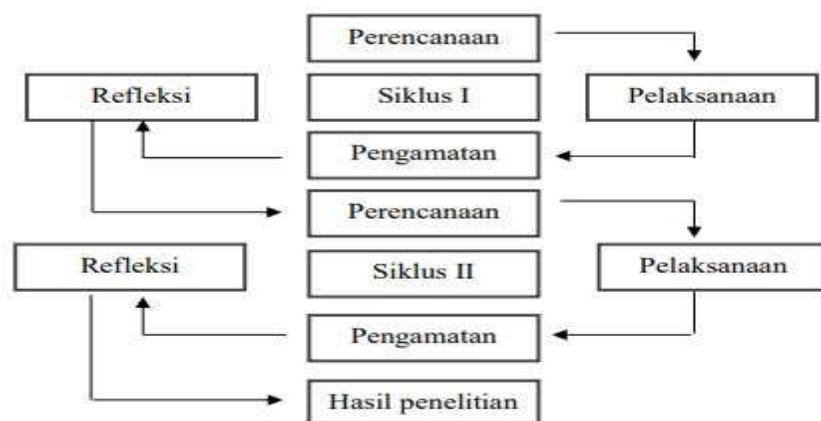 Perencanaan
Refleksi
Siklus I
Pelaksanaan
Pengamatan
Perencanaan
Refleksi
Siklus II
Pelaksanaan
Pengamatan
Hasil penelitian